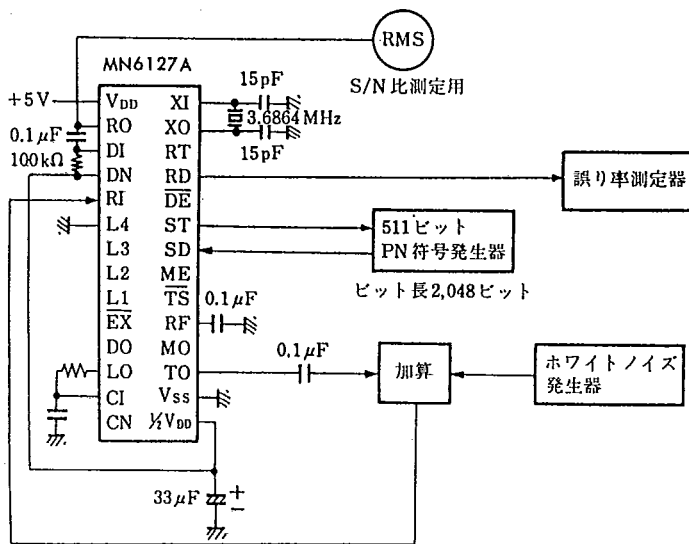 RMS
S/N 比測定用
MN6127A
+5V
0.1μF
100kΩ
VDD
RO
DI
DN
RI
L4
L3
L2
L1
EX
DO
LO
CI
CN
XI
XO
RT
RD
DE
ST
SD
ME
TS
RF
MO
TO
VSS
½VDD
15pF
3.6864MHz
15pF
誤り率測定器
511ビット
PN符号発生器
ビット長2,048ビット
0.1μF
0.1μF
加算
ホワイトノイズ
発生器
33μF
+
−